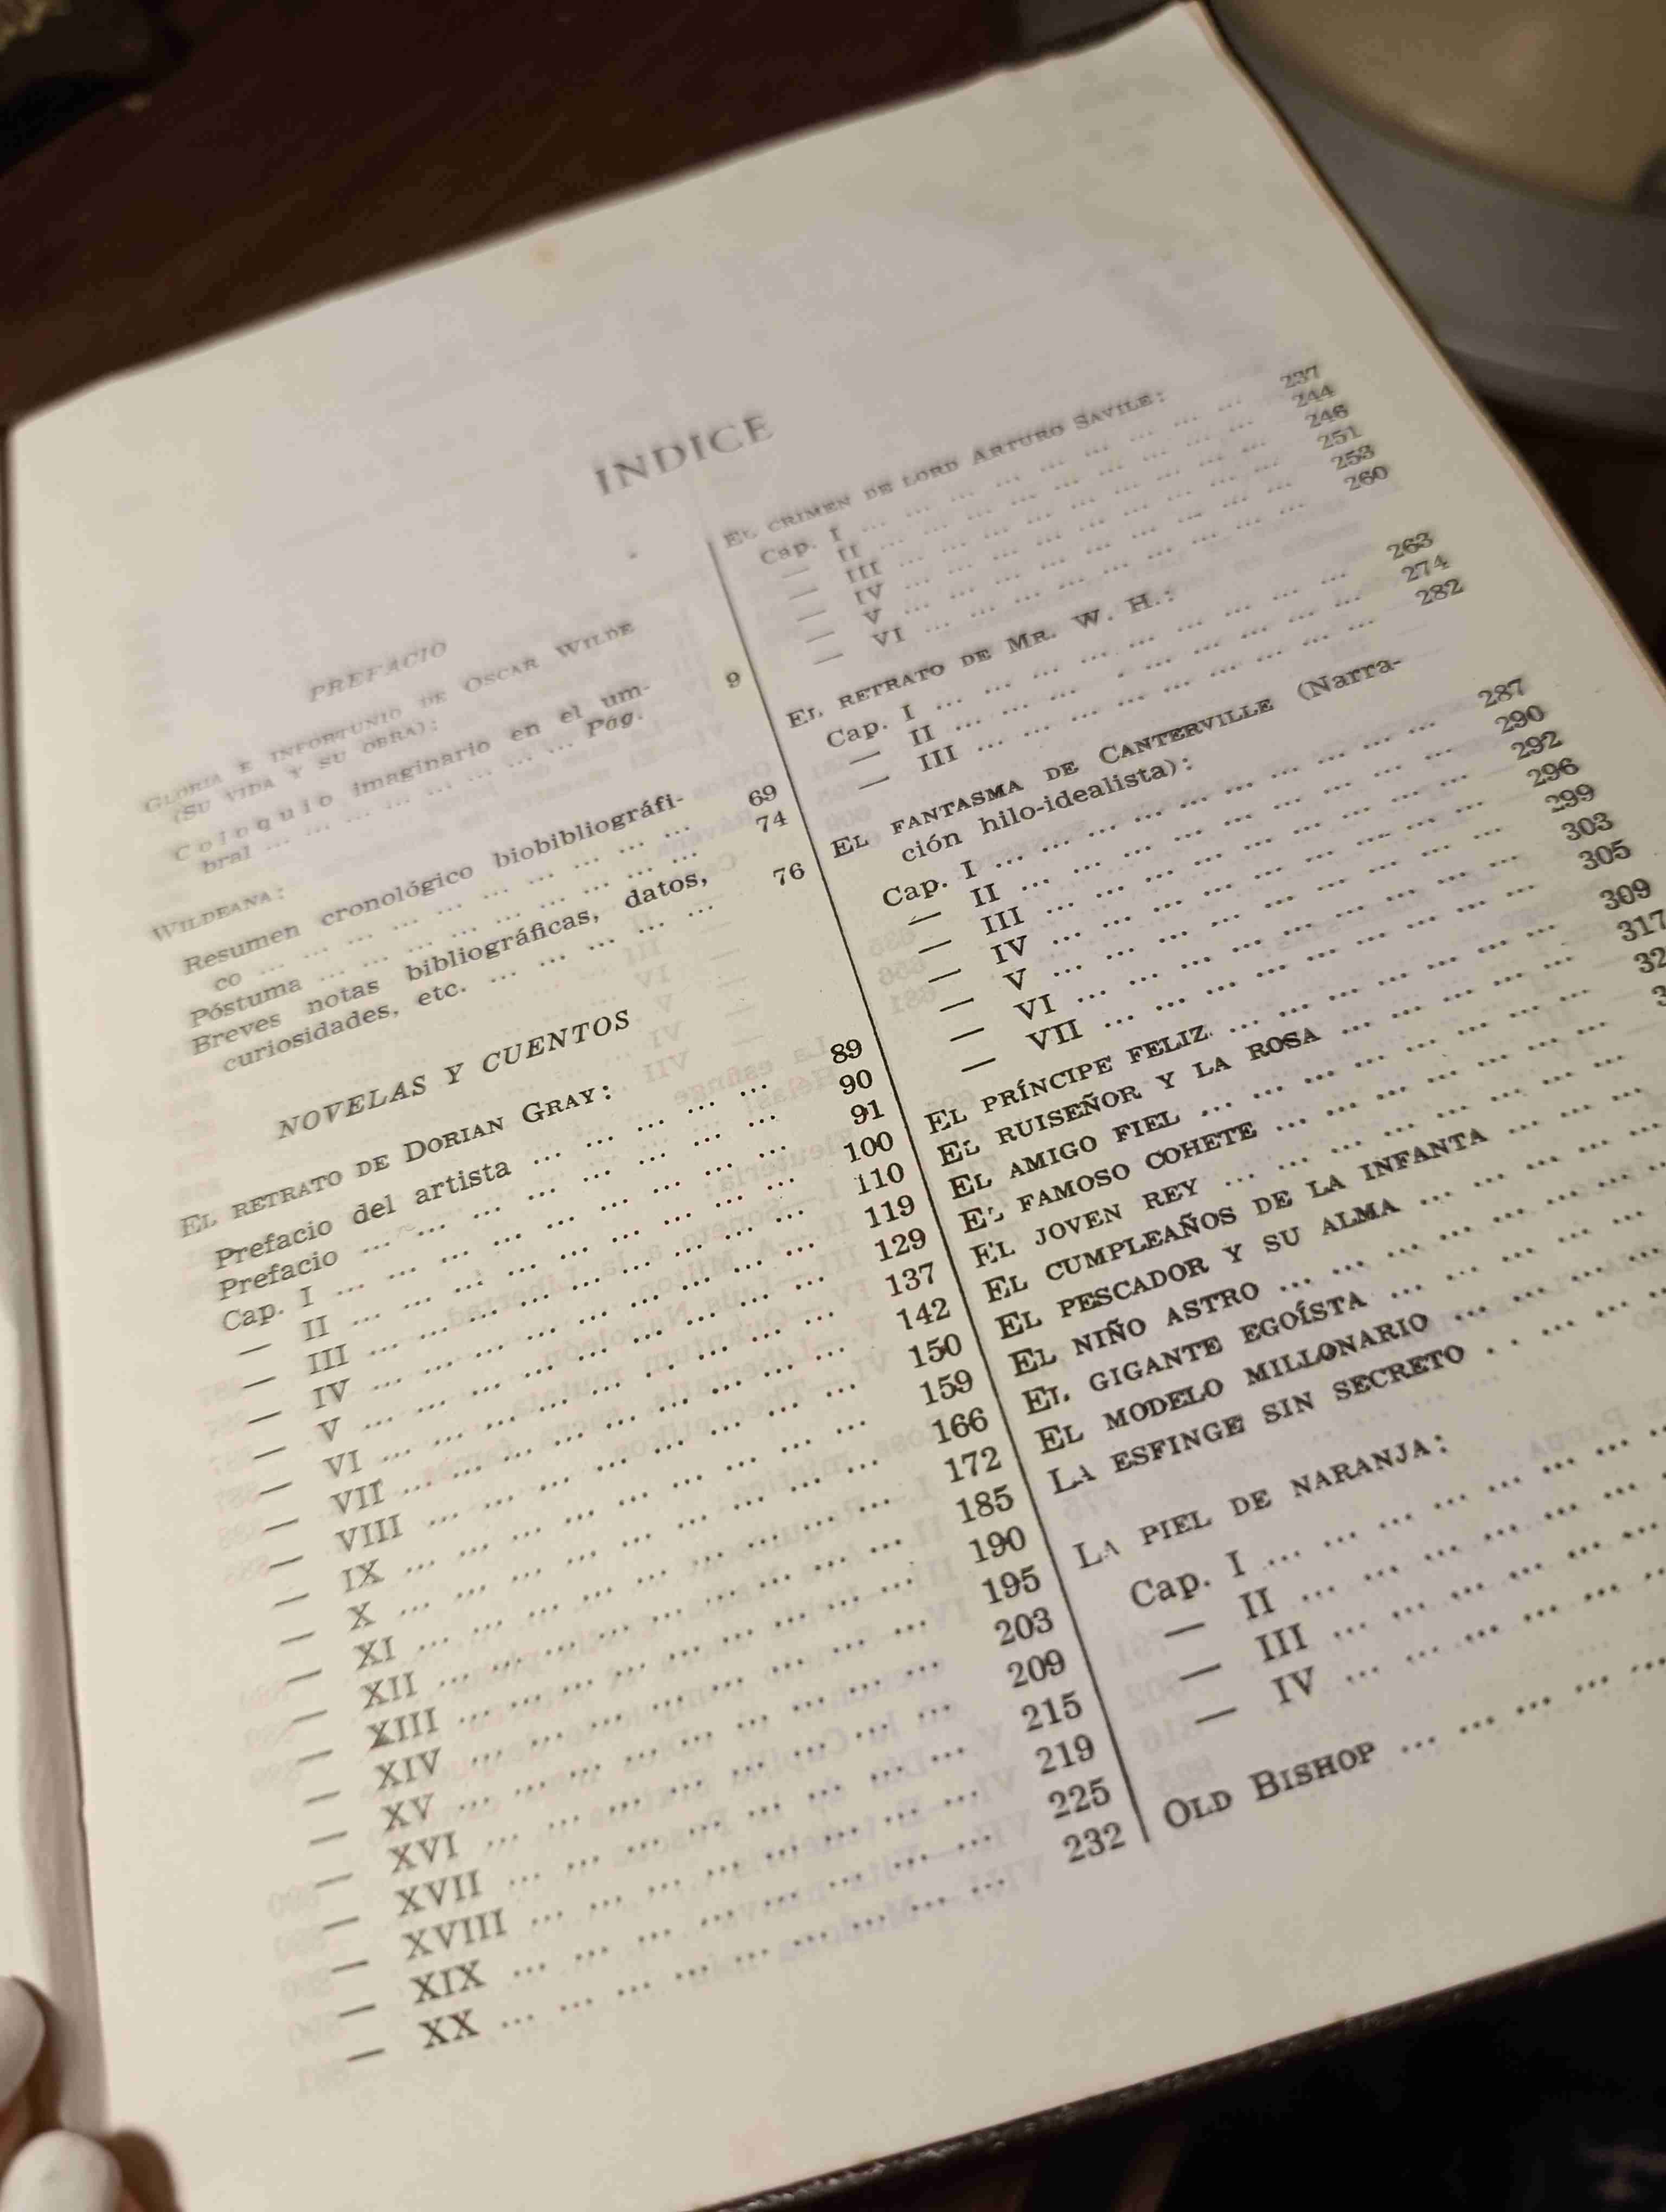 INDICE
PREFACIO
GLORIA E INFORTUNIO DE OSCAR WILDE
(SU VIDA Y SU OBRA):
Coloquio imaginario en el um-
bral ... ... ... ... ... ... ... Pág. 9
WILDEANA:
Resumen cronológico biobibliográfi-
co ... ... ... ... ... ... ... ... ... 69
Póstuma ... ... ... ... ... ... ... ... 74
Breves notas bibliográficas, datos,
curiosidades, etc. ... ... ... ... ... 76
NOVELAS Y CUENTOS
EL RETRATO DE DORIAN GRAY:
Prefacio del artista ... ... ... ... ... 89
Prefacio ... ... ... ... ... ... ... ... 90
Cap. I ... ... ... ... ... ... ... ... 91
— II ... ... ... ... ... ... ... ... 100
— III ... ... ... ... ... ... ... ... 110
— IV ... ... ... ... ... ... ... ... 119
— V ... ... ... ... ... ... ... ... 129
— VI ... ... ... ... ... ... ... ... 137
— VII ... ... ... ... ... ... ... ... 142
— VIII ... ... ... ... ... ... ... ... 150
— IX ... ... ... ... ... ... ... ... 159
— X ... ... ... ... ... ... ... ... 166
— XI ... ... ... ... ... ... ... ... 172
— XII ... ... ... ... ... ... ... ... 185
— XIII ... ... ... ... ... ... ... ... 190
— XIV ... ... ... ... ... ... ... ... 195
— XV ... ... ... ... ... ... ... ... 203
— XVI ... ... ... ... ... ... ... ... 209
— XVII ... ... ... ... ... ... ... ... 215
— XVIII ... ... ... ... ... ... ... ... 219
— XIX ... ... ... ... ... ... ... ... 225
— XX ... ... ... ... ... ... ... ... 232
EL CRIMEN DE LORD ARTURO SAVILE:
Cap. I ... ... ... ... ... ... ... ... 237
— II ... ... ... ... ... ... ... ... 244
— III ... ... ... ... ... ... ... ... 246
— IV ... ... ... ... ... ... ... ... 251
— V ... ... ... ... ... ... ... ... 253
— VI ... ... ... ... ... ... ... ... 260
EL RETRATO DE MR. W. H.:
Cap. I ... ... ... ... ... ... ... ... 263
— II ... ... ... ... ... ... ... ... 274
— III ... ... ... ... ... ... ... ... 282
EL FANTASMA DE CANTERVILLE (Narra-
ción hilo-idealista):
Cap. I ... ... ... ... ... ... ... ... 287
— II ... ... ... ... ... ... ... ... 290
— III ... ... ... ... ... ... ... ... 292
— IV ... ... ... ... ... ... ... ... 296
— V ... ... ... ... ... ... ... ... 299
— VI ... ... ... ... ... ... ... ... 303
— VII ... ... ... ... ... ... ... ... 305
EL PRÍNCIPE FELIZ ... ... ... ... ... ... 309
EL RUISEÑOR Y LA ROSA ... ... ... ... ... 317
EL AMIGO FIEL ... ... ... ... ... ... ...
EL FAMOSO COHETE ... ... ... ... ... ...
EL JOVEN REY ... ... ... ... ... ... ...
EL CUMPLEAÑOS DE LA INFANTA ... ... ...
EL PESCADOR Y SU ALMA ... ... ... ... ...
EL NIÑO ASTRO ... ... ... ... ... ... ...
EL GIGANTE EGOÍSTA ... ... ... ... ...
EL MODELO MILLONARIO ... ... ... ...
LA ESFINGE SIN SECRETO ... ... ...
LA PIEL DE NARANJA:
Cap. I ... ... ... ... ... ... ... ...
— II ... ... ... ... ... ... ...
— III ... ... ... ... ... ... ...
— IV ... ... ... ... ... ... ...
OLD BISHOP ... ... ... ... ...